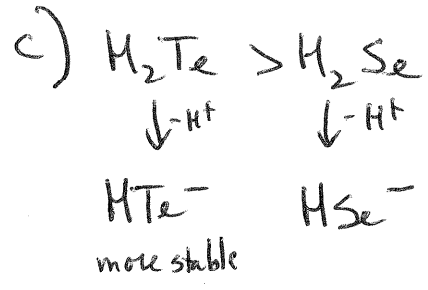 c) H₂Te > H₂Se
↓-H⁺ ↓-H⁺
HTe⁻ HSe⁻
more stable